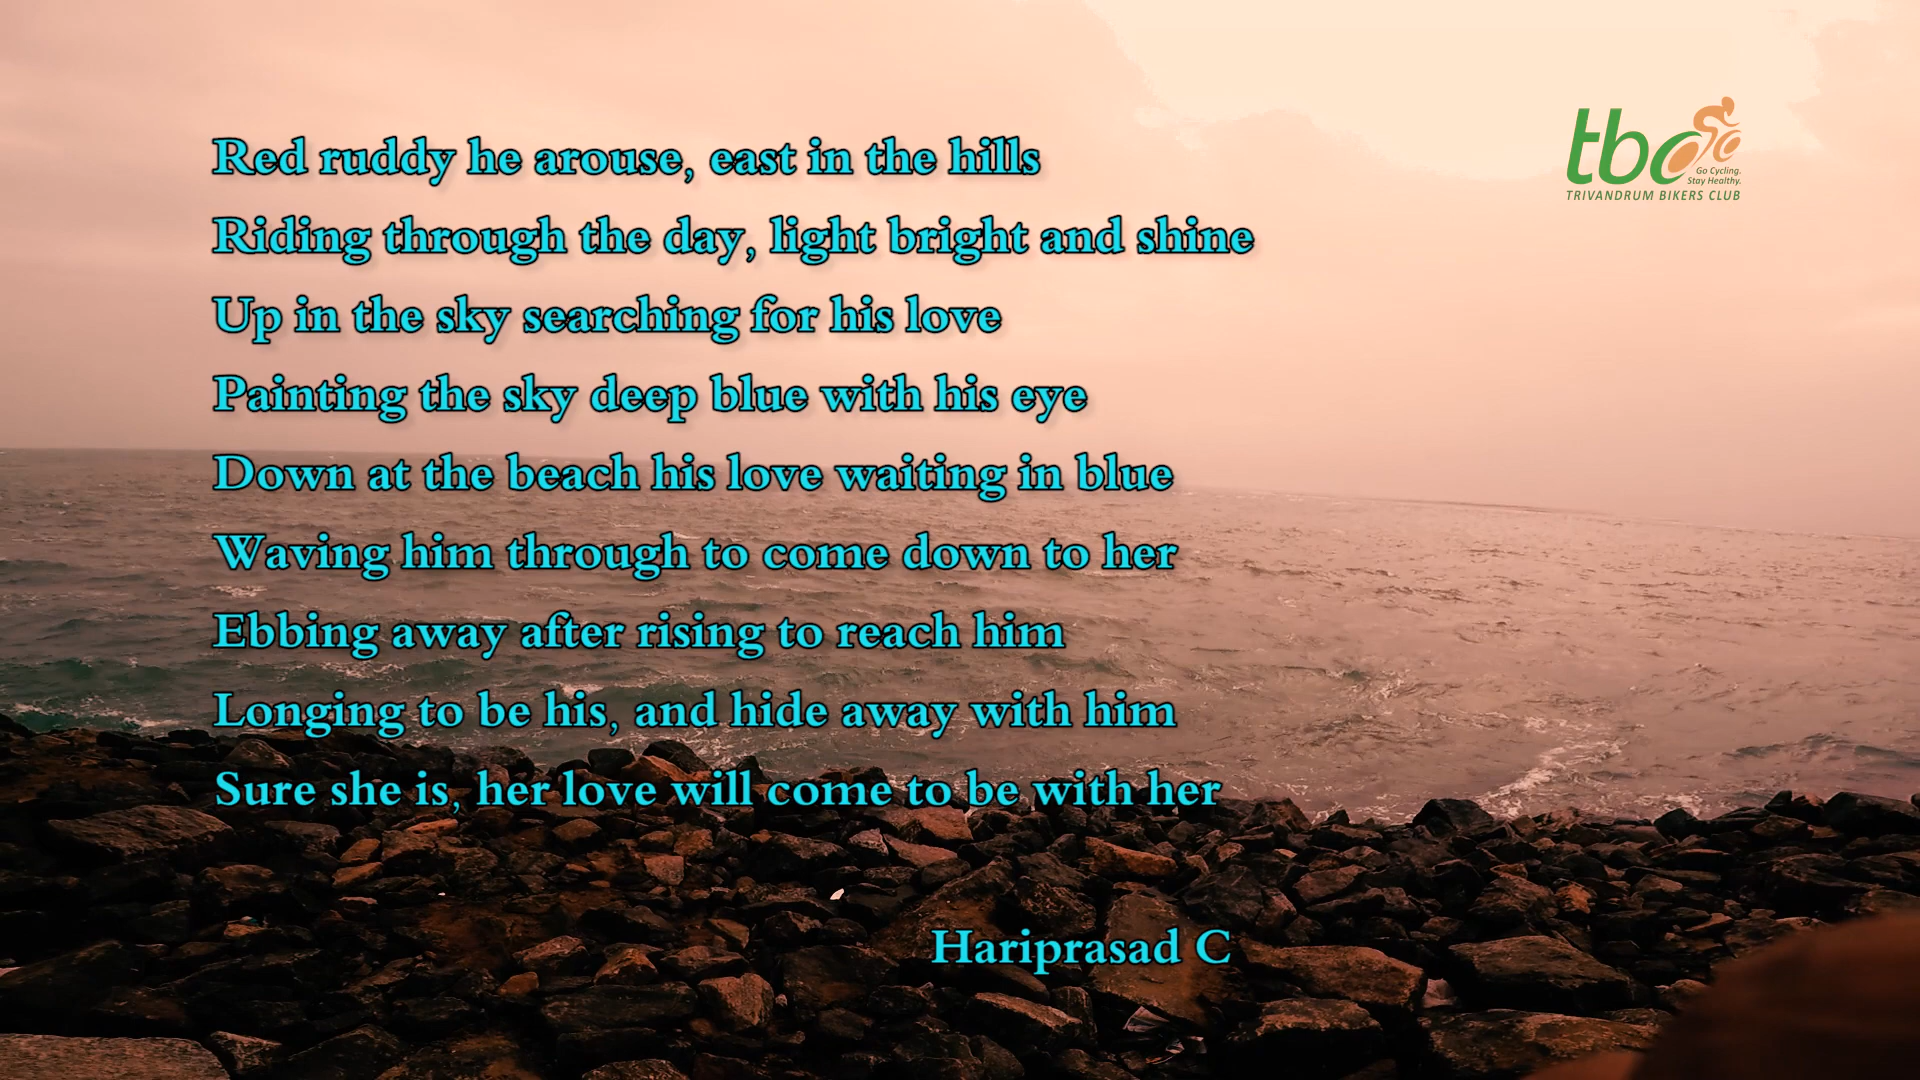 Red ruddy he arouse, east in the hills
Riding through the day, light bright and shine
Up in the sky searching for his love
Painting the sky deep blue with his eye
Down at the beach his love waiting in blue
Waving him through to come down to her
Ebbing away after rising to reach him
Longing to be his, and hide away with him
Sure she is, her love will come to be with her
Hariprasad C
tbc
Go Cycling.
Stay Healthy.
TRIVANDRUM BIKERS CLUB